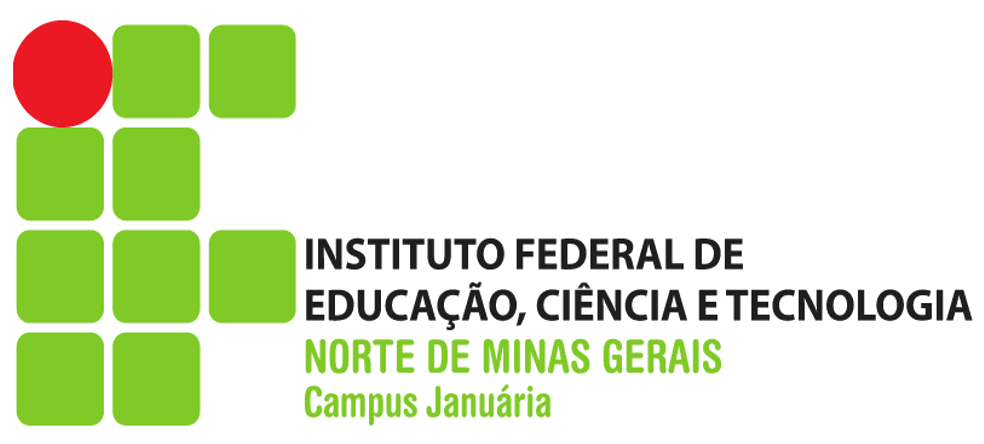 INSTITUTO FEDERAL DE
EDUCAÇÃO, CIÊNCIA E TECNOLOGIA
NORTE DE MINAS GERAIS
Campus Januária